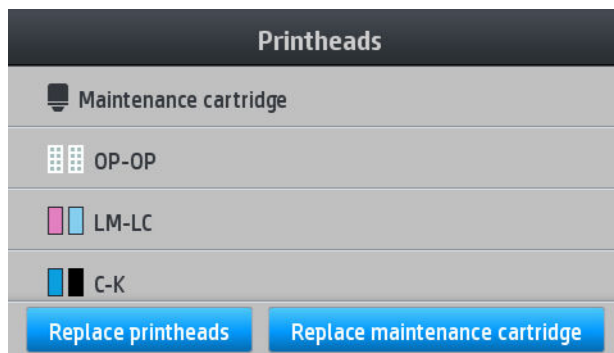 Printheads
Maintenance cartridge
OP-OP
LM-LC
C-K
Replace printheads
Replace maintenance cartridge